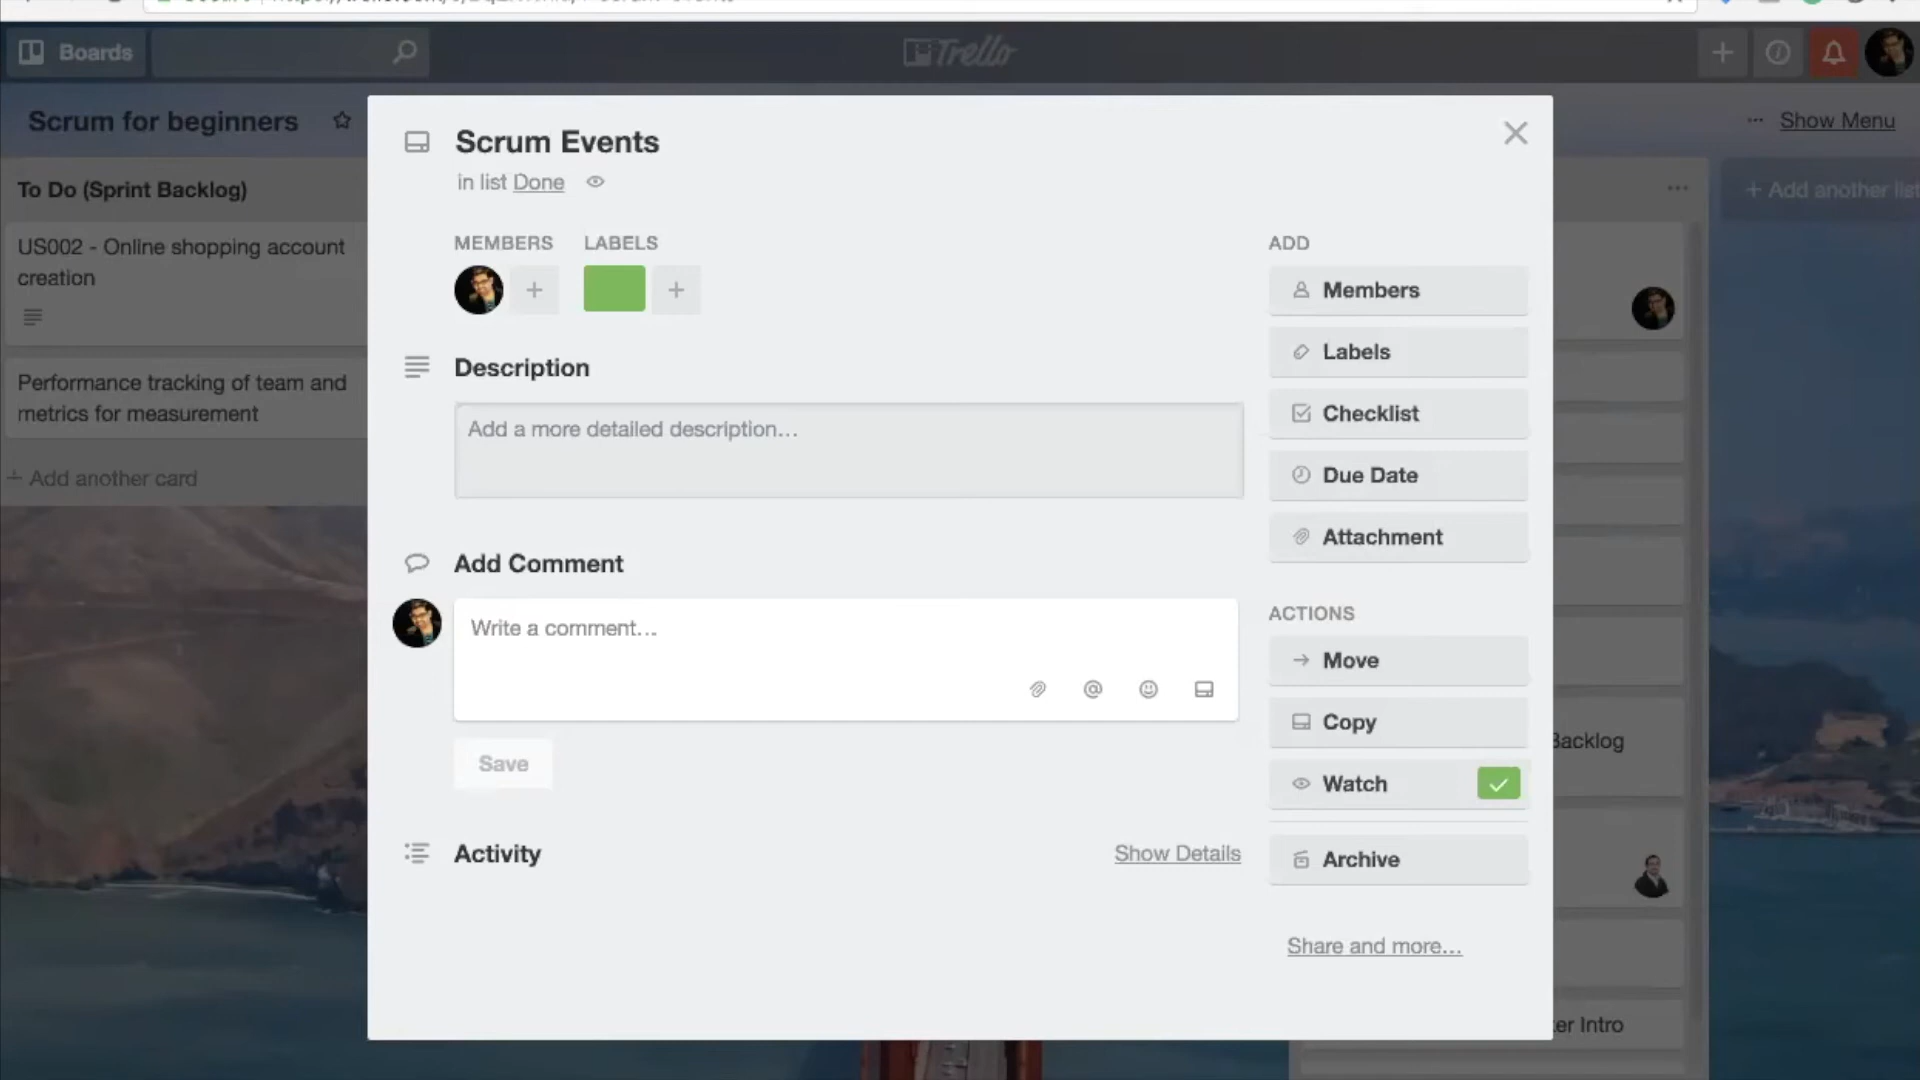 Boards
Trello
Scrum for beginners
Show Menu
To Do (Sprint Backlog)
US002 - Online shopping account
creation
Performance tracking of team and
metrics for measurement
+ Add another card
Scrum Events
in list Done
MEMBERS
LABELS
Description
Add a more detailed description...
Add Comment
Write a comment...
Save
Activity
Show Details
ADD
Members
Labels
Checklist
Due Date
Attachment
ACTIONS
Move
Copy
Watch
Archive
Share and more...
+ Add another list
Backlog
Intro